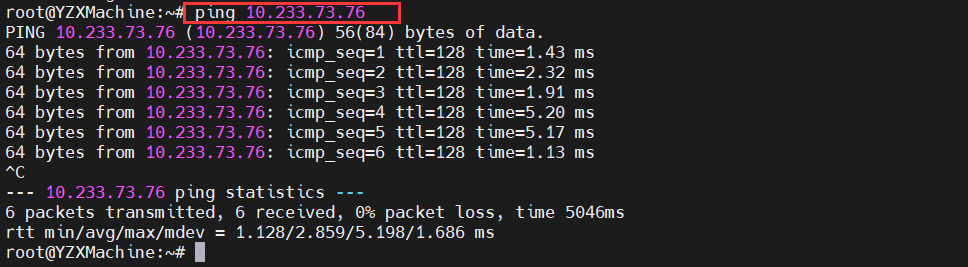 root@YZXMachine:~# ping 10.233.73.76
PING 10.233.73.76 (10.233.73.76) 56(84) bytes of data.
64 bytes from 10.233.73.76: icmp_seq=1 ttl=128 time=1.43 ms
64 bytes from 10.233.73.76: icmp_seq=2 ttl=128 time=2.32 ms
64 bytes from 10.233.73.76: icmp_seq=3 ttl=128 time=1.91 ms
64 bytes from 10.233.73.76: icmp_seq=4 ttl=128 time=5.20 ms
64 bytes from 10.233.73.76: icmp_seq=5 ttl=128 time=5.17 ms
64 bytes from 10.233.73.76: icmp_seq=6 ttl=128 time=1.13 ms
^C
--- 10.233.73.76 ping statistics ---
6 packets transmitted, 6 received, 0% packet loss, time 5046ms
rtt min/avg/max/mdev = 1.128/2.859/5.198/1.686 ms
root@YZXMachine:~#